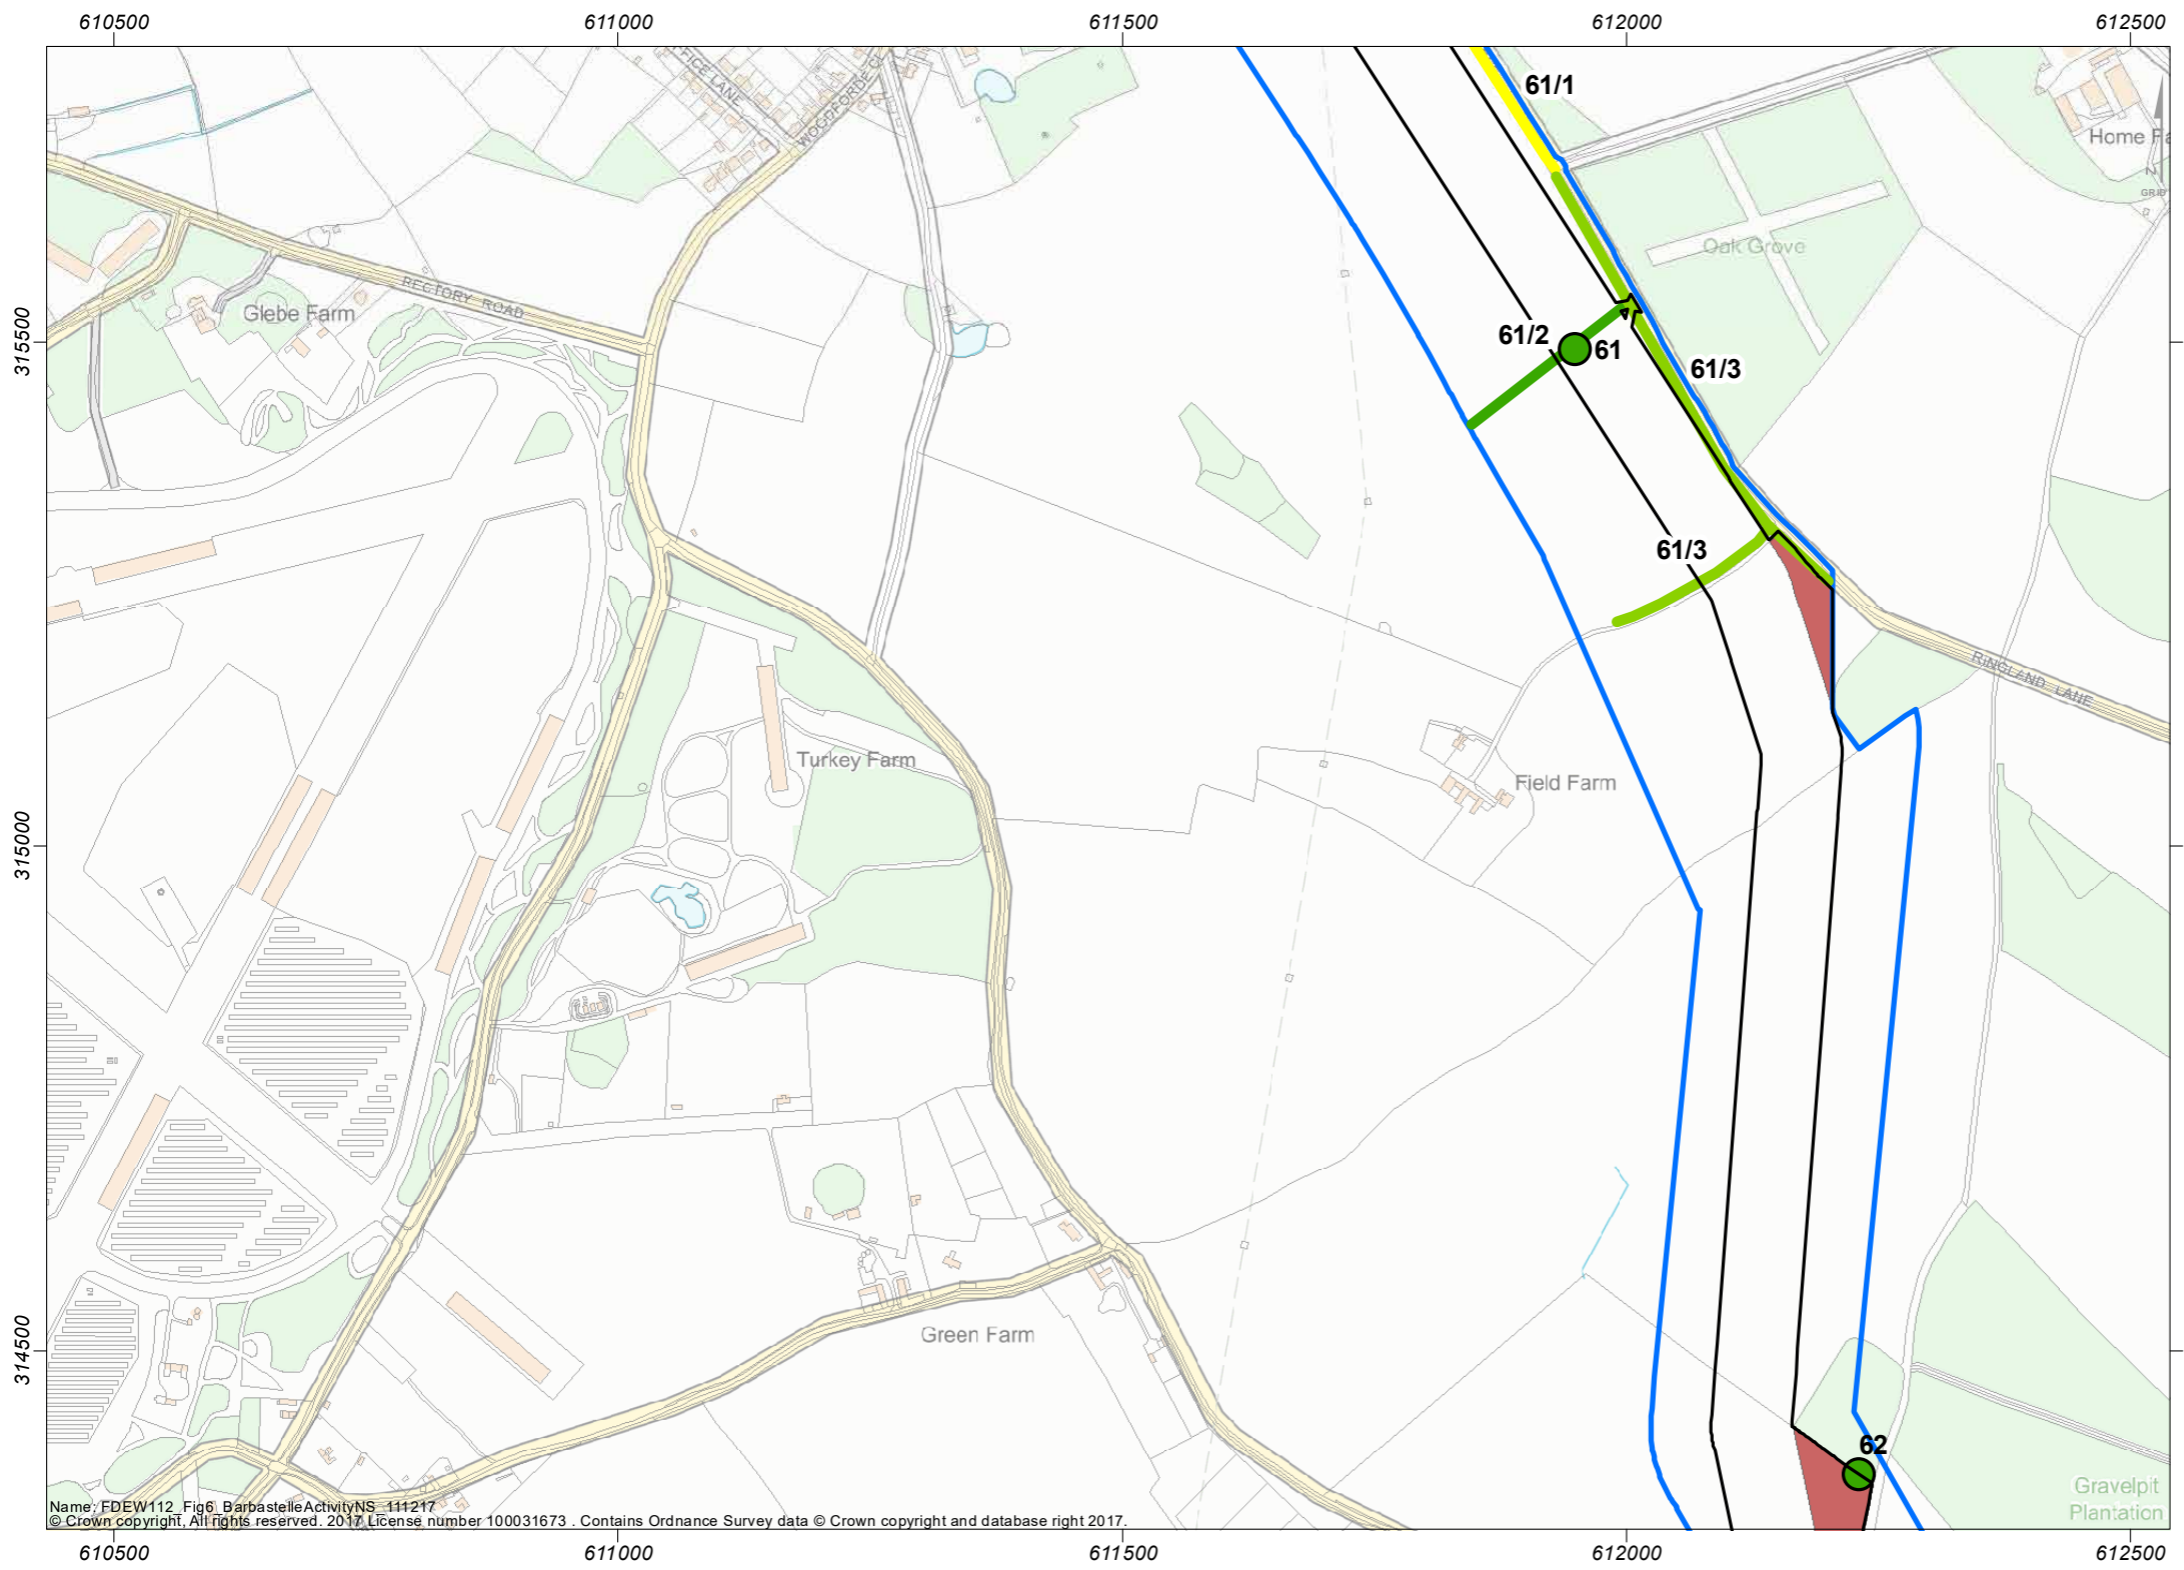 610500 611000 611500 612000 612500
61/1
OFFICE LANE
WOODFORDE CL
Home Fa
N
GRID
Oak Grove
RECTORY ROAD
Glebe Farm
315500
61/2
61
61/3
61/3
RINGLAND LANE
Turkey Farm
Field Farm
315000
Green Farm
314500
62
Gravelpit
Plantation
Name: FDEW112_Fig6_BarbastelleActivityNS_111217
© Crown copyright, All rights reserved. 2017 License number 100031673 . Contains Ordnance Survey data © Crown copyright and database right 2017.
610500 611000 611500 612000 612500